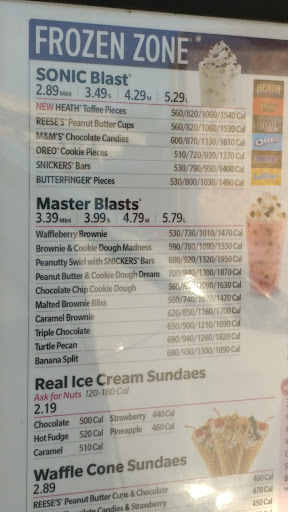 FROZEN ZONE®
SONIC Blast®
2.89 Mini 3.49 S 4.29 M 5.29 L
NEW HEATH® Toffee Pieces 560/820/1060/1540 Cal
REESE'S® Peanut Butter Cups 560/820/1060/1530 Cal
M&M'S® Chocolate Candies 600/870/1130/1610 Cal
OREO® Cookie Pieces 510/720/930/1370 Cal
SNICKERS® Bars 530/790/950/1400 Cal
BUTTERFINGER® Pieces 530/800/1030/1490 Cal
Master Blasts®
3.39 Mini 3.99 S 4.79 M 5.79 L
Waffleberry Brownie 530/730/1010/1470 Cal
Brownie & Cookie Dough Madness 590/780/1090/1530 Cal
Peanutty Swirl with SNICKERS® Bars 690/920/1320/1950 Cal
Peanut Butter & Cookie Dough Dream 700/940/1300/1870 Cal
Chocolate Chip Cookie Dough
Malted Brownie Bliss
Caramel Brownie 620/850/1160/1700 Cal
Triple Chocolate 650/900/1210/1690 Cal
Turtle Pecan 690/940/1260/1820 Cal
Banana Split 680/930/1300/1890 Cal
Real Ice Cream Sundaes
Ask for Nuts 120-180 Cal
2.19
Chocolate 500 Cal Strawberry 440 Cal
Hot Fudge 520 Cal Pineapple 460 Cal
Caramel 510 Cal
Waffle Cone Sundaes
2.89
REESE'S® Peanut Butter Cups & Chocolate 460 Cal
Candies & Strawberry 450 Cal
HEATH
OREO